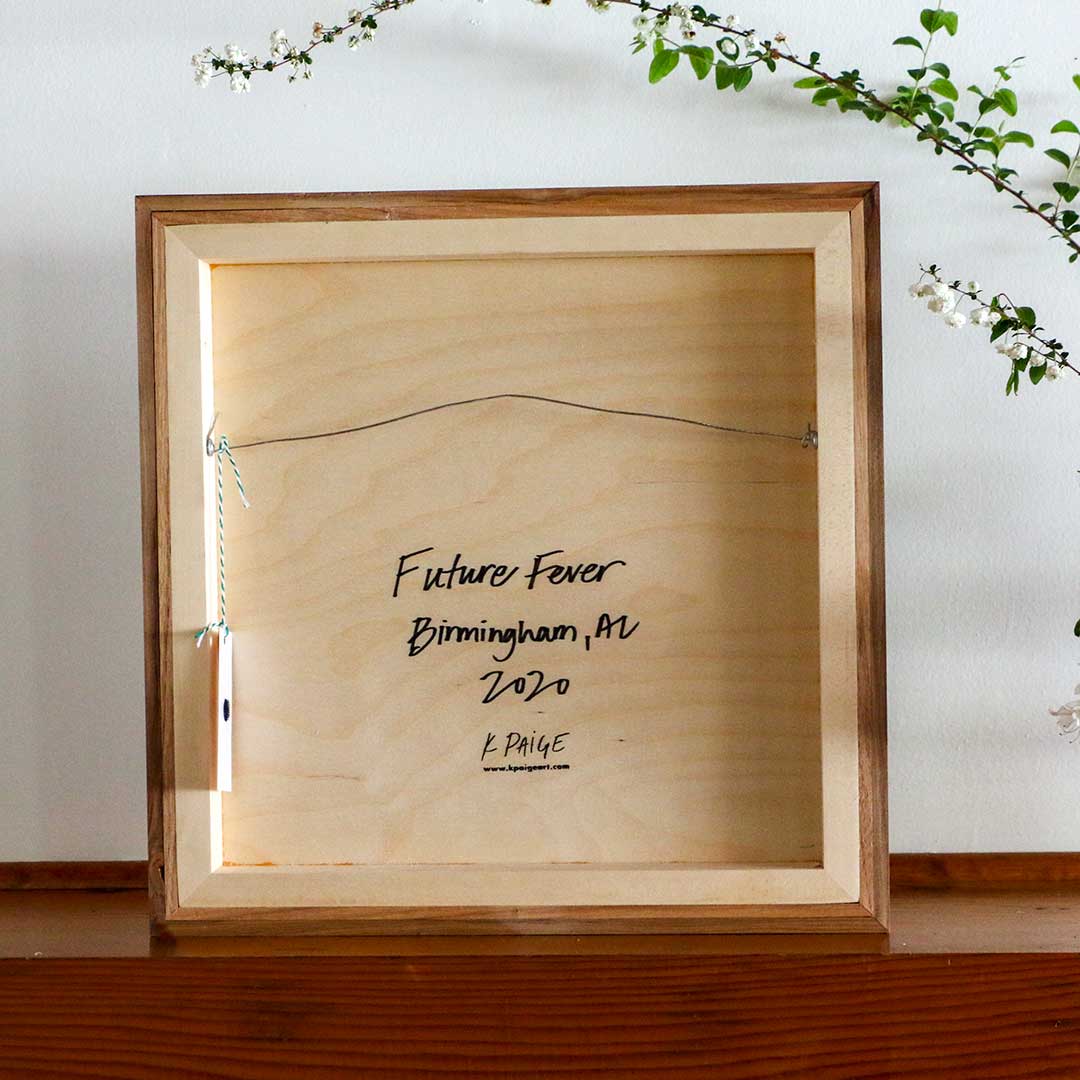 Future Fever
Birmingham, AL
2020
K PAIGE
www.kpaigeart.com